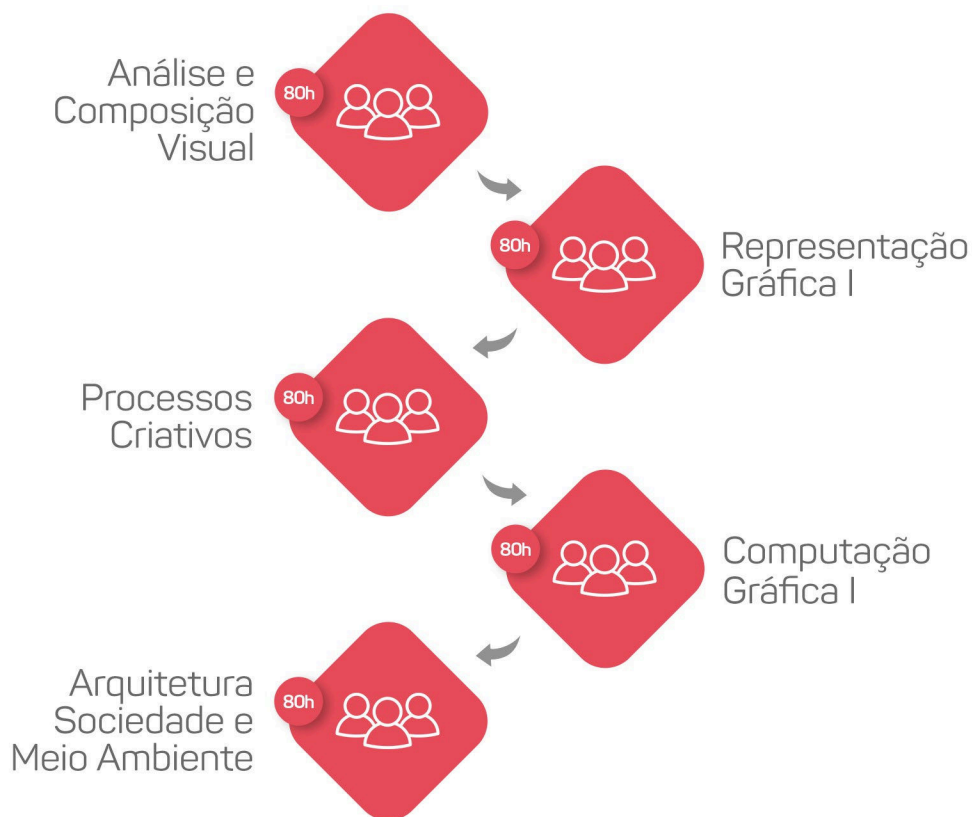 Análise e
Composição
Visual
80h
80h
Representação
Gráfica I
Processos
Criativos
80h
80h
Computação
Gráfica I
Arquitetura
Sociedade e
Meio Ambiente
80h